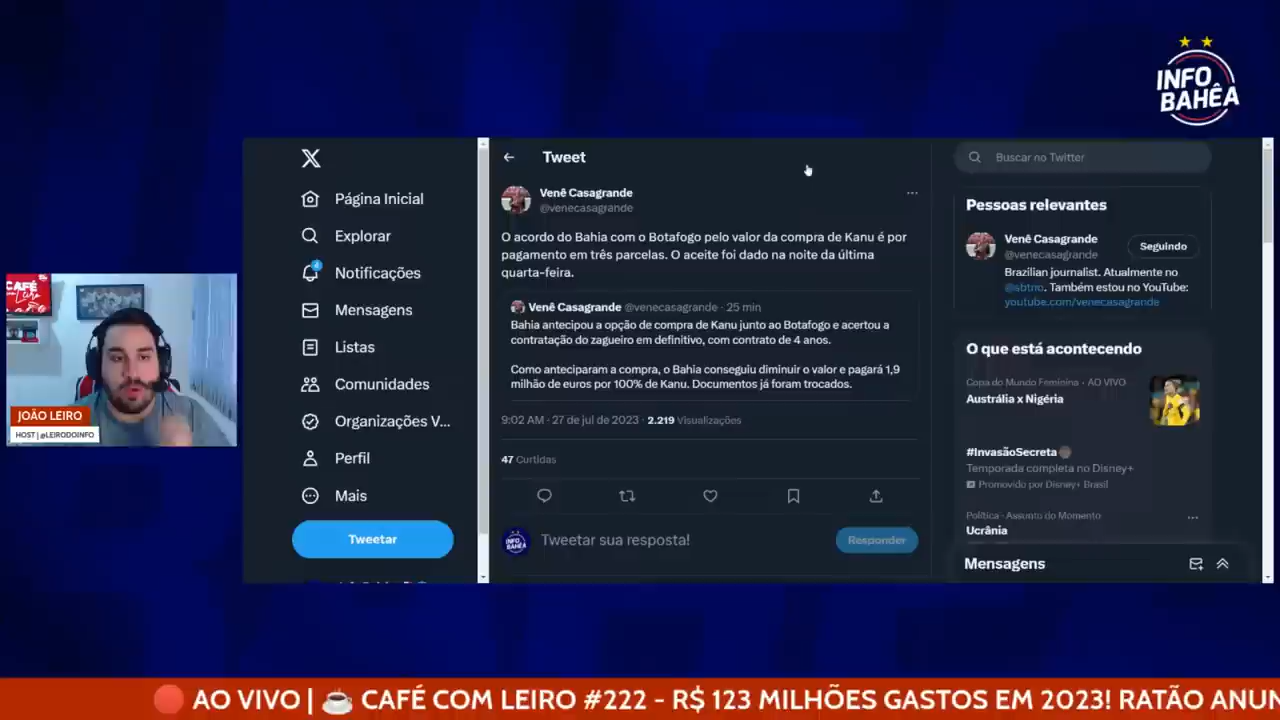 INFO
BAHÊA
X
Página Inicial
Explorar
4
Notificações
Mensagens
Listas
Comunidades
Organizações V...
Perfil
Mais
Tweetar
Tweet
Venê Casagrande
@venecasagrande
O acordo do Bahia com o Botafogo pelo valor da compra de Kanu é por
pagamento em três parcelas. O aceite foi dado na noite da última
quarta-feira.
Venê Casagrande @venecasagrande · 25 min
Bahia antecipou a opção de compra de Kanu junto ao Botafogo e acertou a
contratação do zagueiro em definitivo, com contrato de 4 anos.
Como anteciparam a compra, o Bahia conseguiu diminuir o valor e pagará 1,9
milhão de euros por 100% de Kanu. Documentos já foram trocados.
9:02 AM · 27 de jul de 2023 · 2.219 Visualizações
47 Curtidas
INFO
BAHÊA
Tweetar sua resposta!
Responder
Buscar no Twitter
Pessoas relevantes
Venê Casagrande
@venecasagrande
Seguindo
Brazilian journalist. Atualmente no
@sbtrio. Também estou no YouTube:
youtube.com/venecasagrande
O que está acontecendo
Copa do Mundo Feminina · AO VIVO
Austrália x Nigéria
#InvasãoSecreta
Temporada completa no Disney+
Promovido por Disney+ Brasil
Política · Assunto do Momento
Ucrânia
Mensagens
CAFÉ
com
Leiro
JOÃO LEIRO
HOST | @LEIRODOINFO
AO VIVO | ☕ CAFÉ COM LEIRO #222 - R$ 123 MILHÕES GASTOS EM 2023! RATÃO ANUN